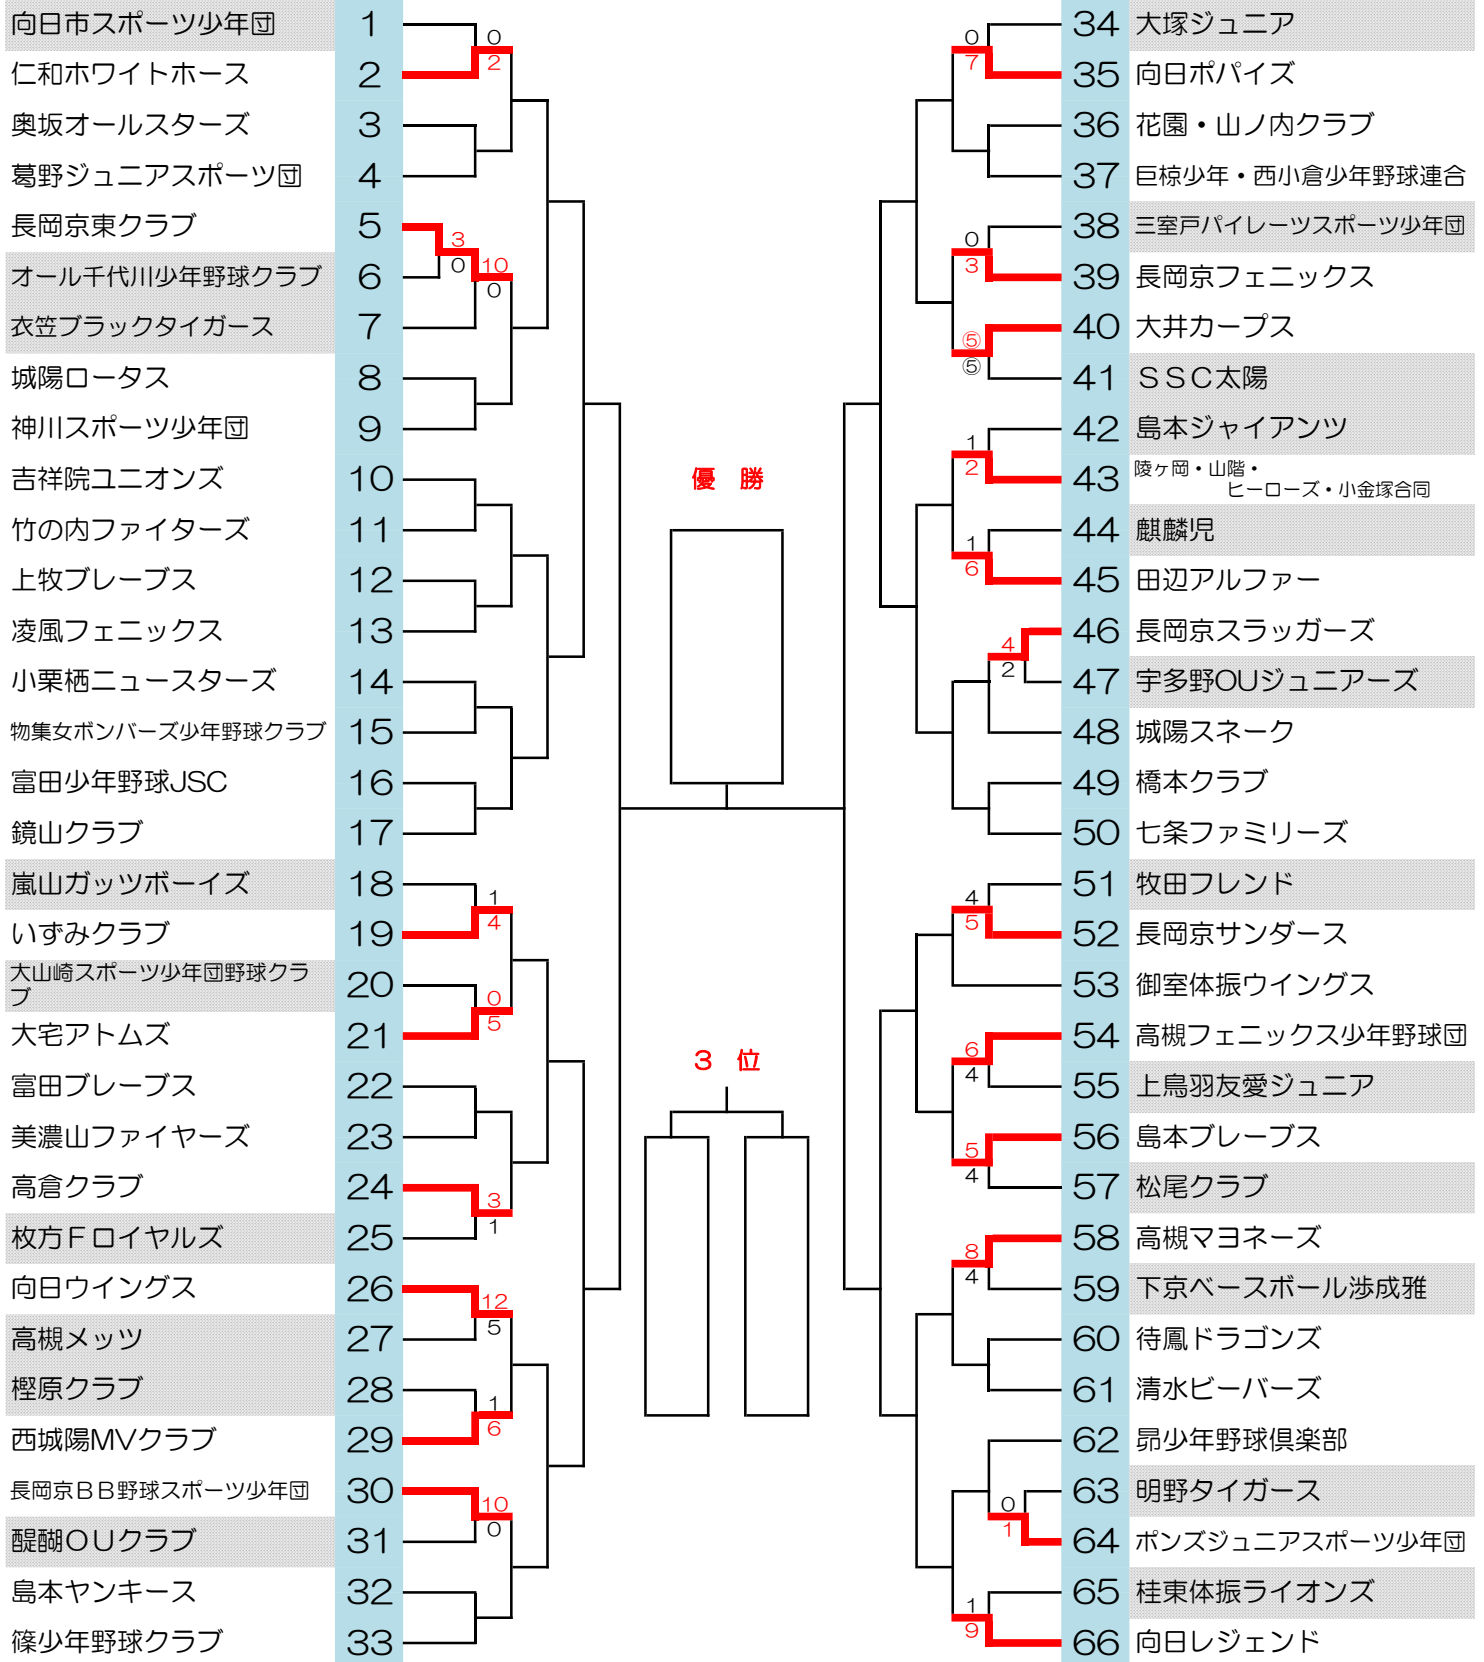 向日市スポーツ少年団 1
仁和ホワイトホース 2
0
2
奥坂オールスターズ 3
葛野ジュニアスポーツ団 4
長岡京東クラブ 5
オール千代川少年野球クラブ 6
3
0
衣笠ブラックタイガース 7
10
0
城陽ロータス 8
神川スポーツ少年団 9
吉祥院ユニオンズ 10
竹の内ファイターズ 11
上牧ブレーブス 12
凌風フェニックス 13
小栗栖ニュースターズ 14
物集女ボンバーズ少年野球クラブ 15
富田少年野球JSC 16
鏡山クラブ 17
嵐山ガッツボーイズ 18
いずみクラブ 19
1
4
大山崎スポーツ少年団野球クラ
ブ 20
大宅アトムズ 21
0
5
富田ブレーブス 22
美濃山ファイヤーズ 23
高倉クラブ 24
枚方Fロイヤルズ 25
3
1
向日ウイングス 26
高槻メッツ 27
12
5
樫原クラブ 28
西城陽MVクラブ 29
1
6
長岡京BB野球スポーツ少年団 30
醍醐OUクラブ 31
10
0
島本ヤンキース 32
篠少年野球クラブ 33
優 勝
3 位
34 大塚ジュニア
35 向日ポパイズ
0
7
36 花園・山ノ内クラブ
37 巨椋少年・西小倉少年野球連合
38 三室戸パイレーツスポーツ少年団
39 長岡京フェニックス
0
3
40 大井カープス
41 SSC太陽
⑤
⑤
42 島本ジャイアンツ
43 陵ヶ岡・山階・
ヒーローズ・小金塚合同
1
2
44 麒麟児
45 田辺アルファー
1
6
46 長岡京スラッガーズ
47 宇多野OUジュニアーズ
4
2
48 城陽スネーク
49 橋本クラブ
50 七条ファミリーズ
51 牧田フレンド
52 長岡京サンダース
4
5
53 御室体振ウイングス
54 高槻フェニックス少年野球団
55 上鳥羽友愛ジュニア
6
4
56 島本ブレーブス
57 松尾クラブ
5
4
58 高槻マヨネーズ
59 下京ベースボール渉成雅
8
4
60 待鳳ドラゴンズ
61 清水ビーバーズ
62 昴少年野球倶楽部
63 明野タイガース
64 ポンズジュニアスポーツ少年団
0
1
65 桂東体振ライオンズ
66 向日レジェンド
1
9